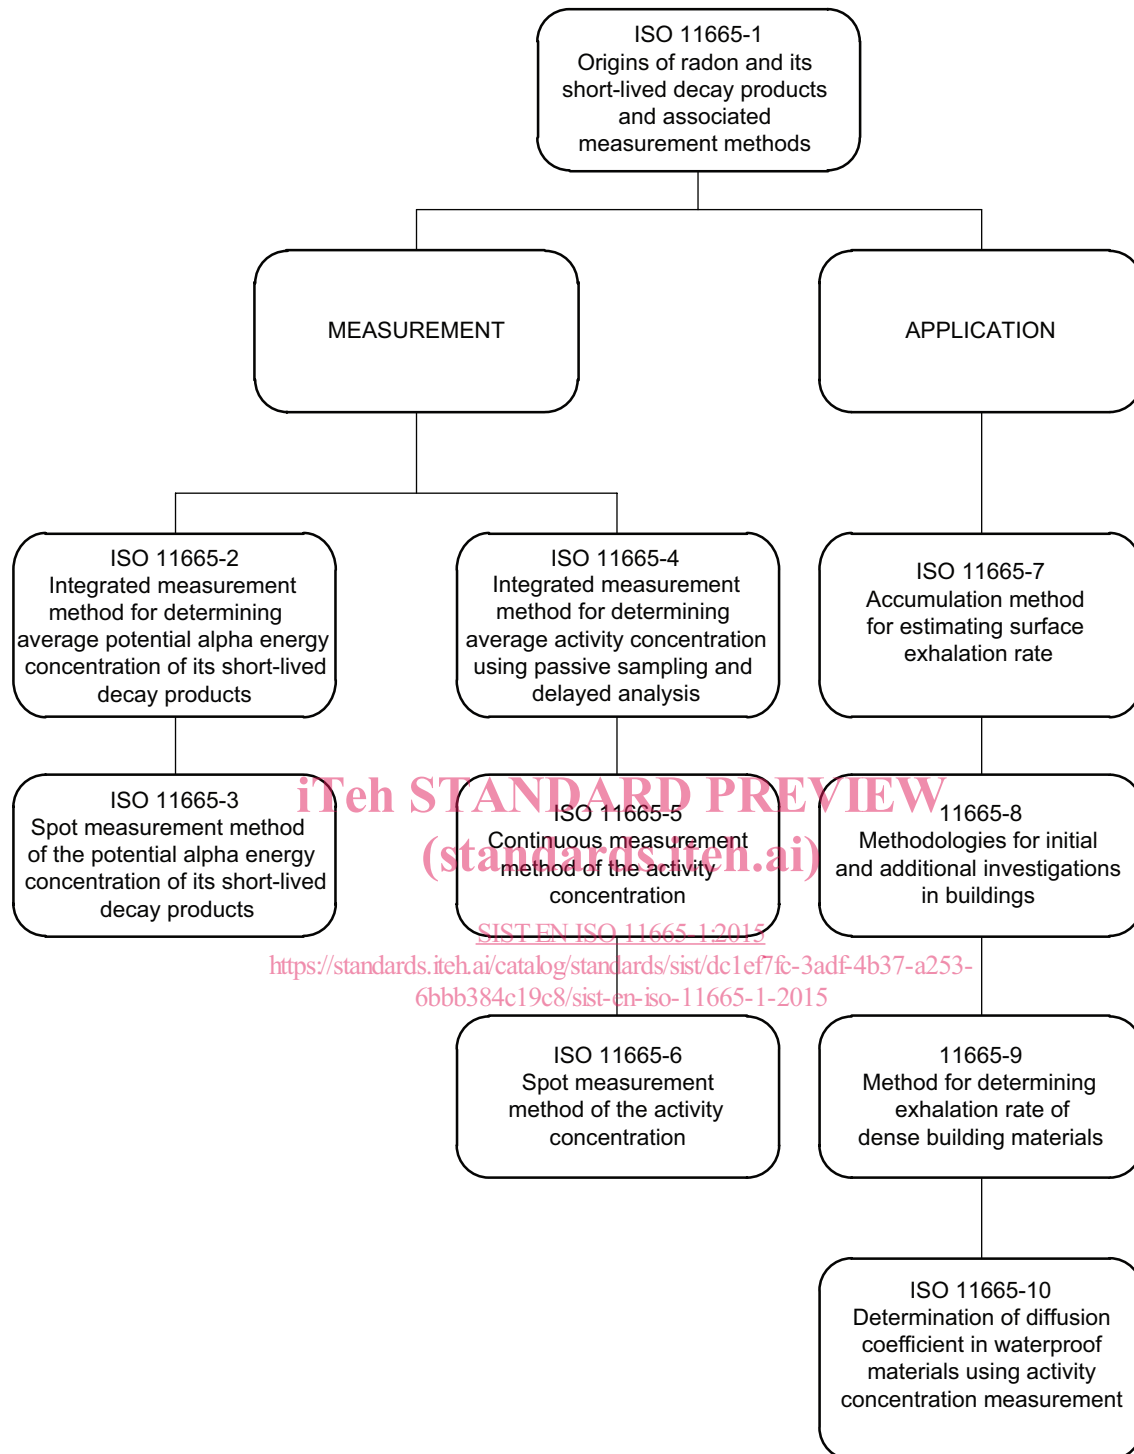 ISO 11665-1
Origins of radon and its
short-lived decay products
and associated
measurement methods
MEASUREMENT
APPLICATION
ISO 11665-2
Integrated measurement
method for determining
average potential alpha energy
concentration of its short-lived
decay products
ISO 11665-4
Integrated measurement
method for determining
average activity concentration
using passive sampling and
delayed analysis
ISO 11665-7
Accumulation method
for estimating surface
exhalation rate
ISO 11665-3
Spot measurement method
of the potential alpha energy
concentration of its short-lived
decay products
ISO 11665-5
Continuous measurement
method of the activity
concentration
11665-8
Methodologies for initial
and additional investigations
in buildings
iTeh STANDARD PREVIEW
(standards.iteh.ai)
SIST EN ISO 11665-1:2015
https://standards.iteh.ai/catalog/standards/sist/dc1ef7fc-3adf-4b37-a253-
6bbb384c19c8/sist-en-iso-11665-1-2015
ISO 11665-6
Spot measurement
method of the activity
concentration
11665-9
Method for determining
exhalation rate of
dense building materials
ISO 11665-10
Determination of diffusion
coefficient in waterproof
materials using activity
concentration measurement